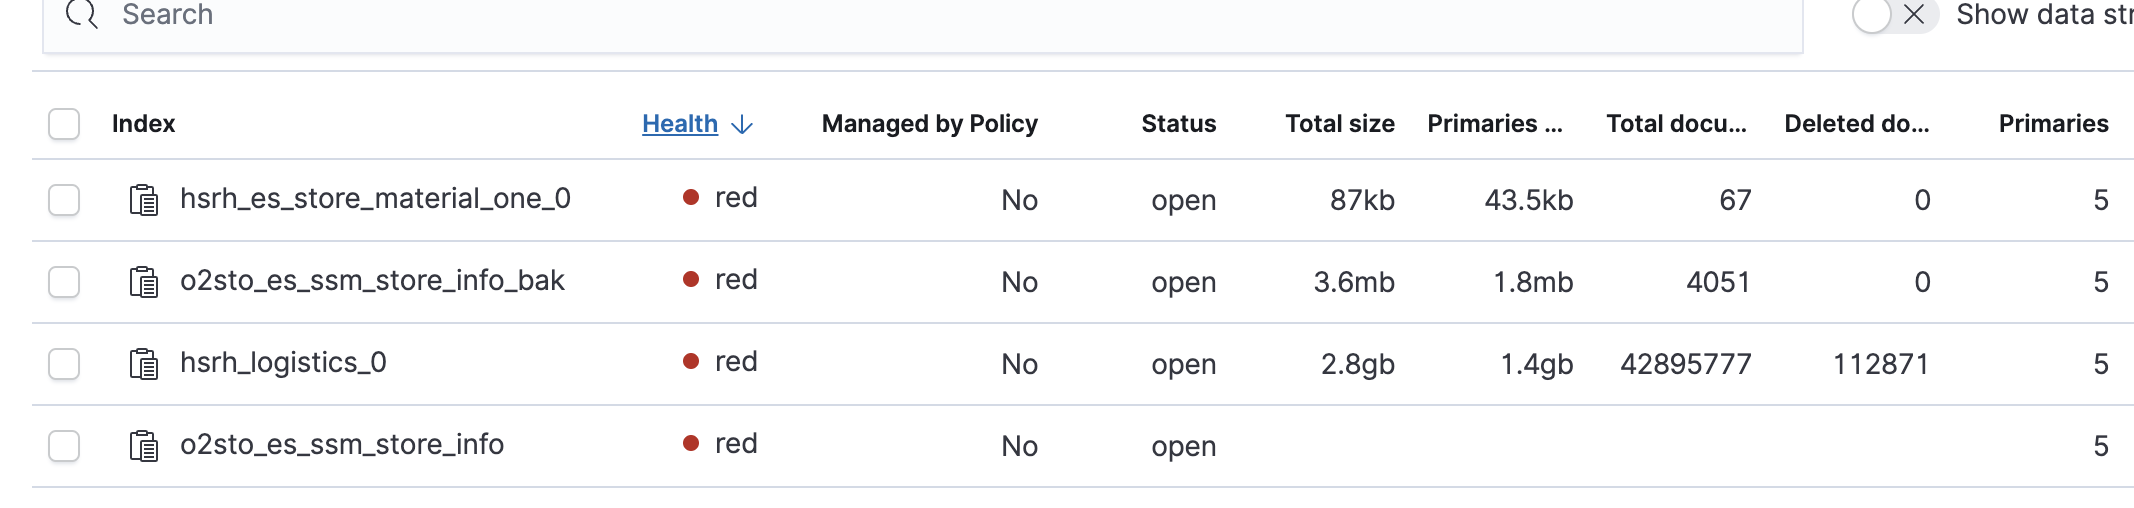 Search Show data str
Index Health Managed by Policy Status Total size Primaries ... Total docu... Deleted do... Primaries
hsrh_es_store_material_one_0 red No open 87kb 43.5kb 67 0 5
o2sto_es_ssm_store_info_bak red No open 3.6mb 1.8mb 4051 0 5
hsrh_logistics_0 red No open 2.8gb 1.4gb 42895777 112871 5
o2sto_es_ssm_store_info red No open 5